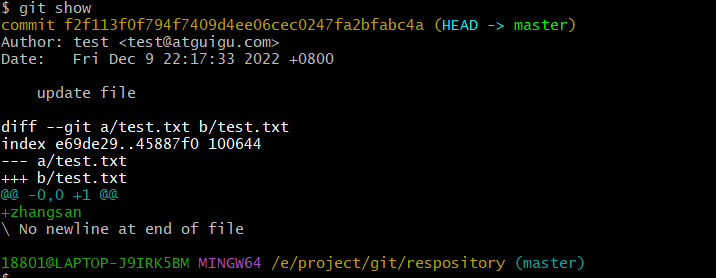 $ git show
commit f2f113f0f794f7409d4ee06cec0247fa2bfabc4a (HEAD -> master)
Author: test <test@atguigu.com>
Date:   Fri Dec 9 22:17:33 2022 +0800

    update file

diff --git a/test.txt b/test.txt
index e69de29..45887f0 100644
--- a/test.txt
+++ b/test.txt
@@ -0,0 +1 @@
+zhangsan
\ No newline at end of file

18801@LAPTOP-J9IRK5BM MINGW64 /e/project/git/respository (master)
$